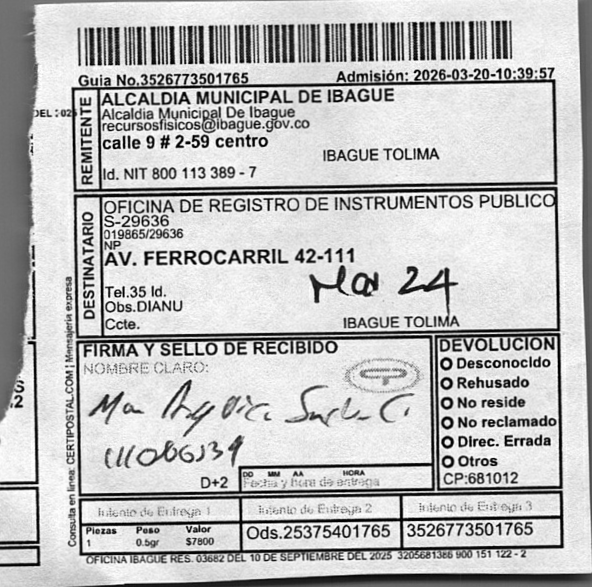 Guia No.3526773501765 Admisión: 2026-03-20-10:39:57
REMITENTE
ALCALDIA MUNICIPAL DE IBAGUE
Alcaldia Municipal De Ibague
recursosfisicos@ibague.gov.co
calle 9 # 2-59 centro
IBAGUE TOLIMA
Id. NIT 800 113 389 - 7
DESTINATARIO
OFICINA DE REGISTRO DE INSTRUMENTOS PUBLICO
S-29636
019865/29636
NP
AV. FERROCARRIL 42-111
Mar 24
Tel.35 Id.
Obs.DIANU
Ccte.
IBAGUE TOLIMA
Consulta en linea: CERTIPOSTAL.COM | Mensajeria expresa
FIRMA Y SELLO DE RECIBIDO
NOMBRE CLARO:
D+2
DD MM AA HORA
Fecha y hora de entrega
DEVOLUCION
Desconocido
Rehusado
No reside
No reclamado
Direc. Errada
Otros
CP:681012
Intento de Entrega 1 Intento de Entrega 2 Intento de Entrega 3
Piezas Peso Valor
1 0.5gr $7800
Ods.25375401765 3526773501765
OFICINA IBAGUE RES. 03682 DEL 10 DE SEPTIEMBRE DEL 2025 3205681386 900 151 122 - 2